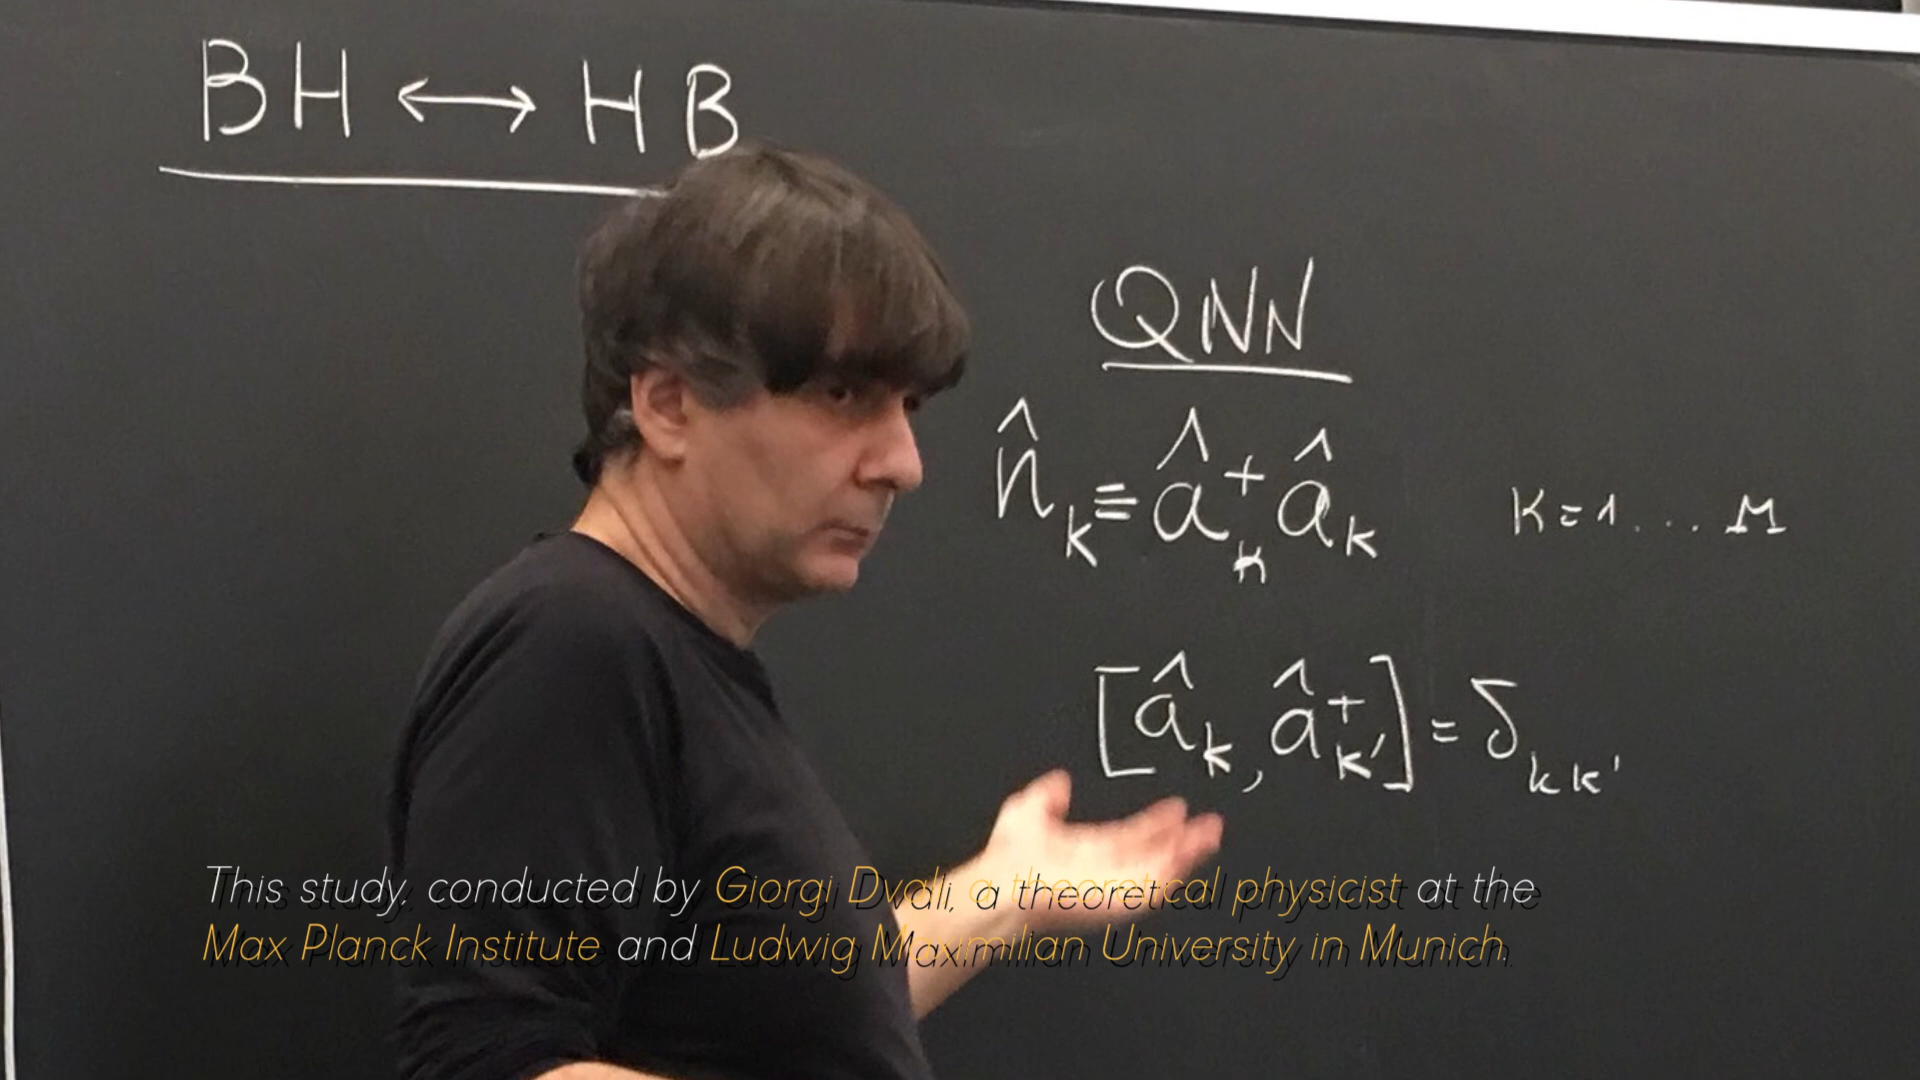 BH ↔ HB
QNN
n̂ₖ ≡ â⁺ₖ âₖ   K = 1 . . . . M
[âₖ, â⁺ₖ′] = δₖₖ′
This study, conducted by Giorgi Dvali, a theoretical physicist at the
Max Planck Institute and Ludwig Maximilian University in Munich.